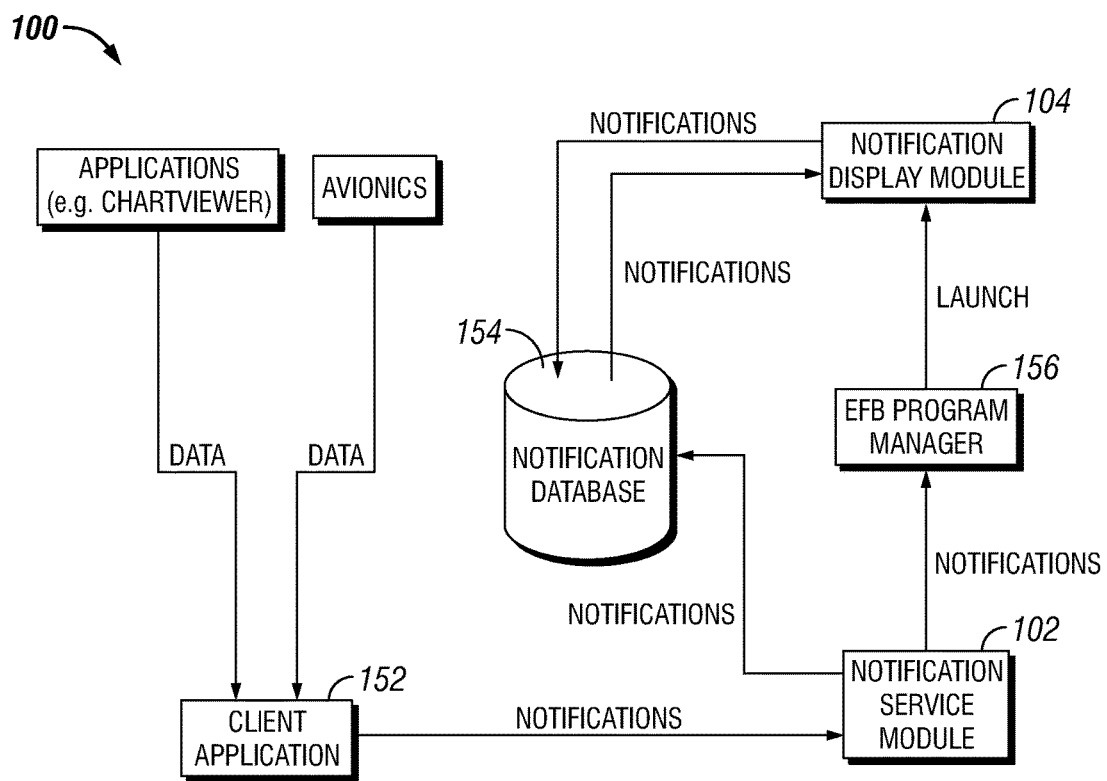 100
NOTIFICATIONS
104
NOTIFICATION
DISPLAY MODULE
APPLICATIONS
(e.g. CHARTVIEWER)
AVIONICS
NOTIFICATIONS
LAUNCH
154
156
EFB PROGRAM
MANAGER
DATA
DATA
NOTIFICATION
DATABASE
NOTIFICATIONS
NOTIFICATIONS
102
152
NOTIFICATION
SERVICE
MODULE
CLIENT
APPLICATION
NOTIFICATIONS